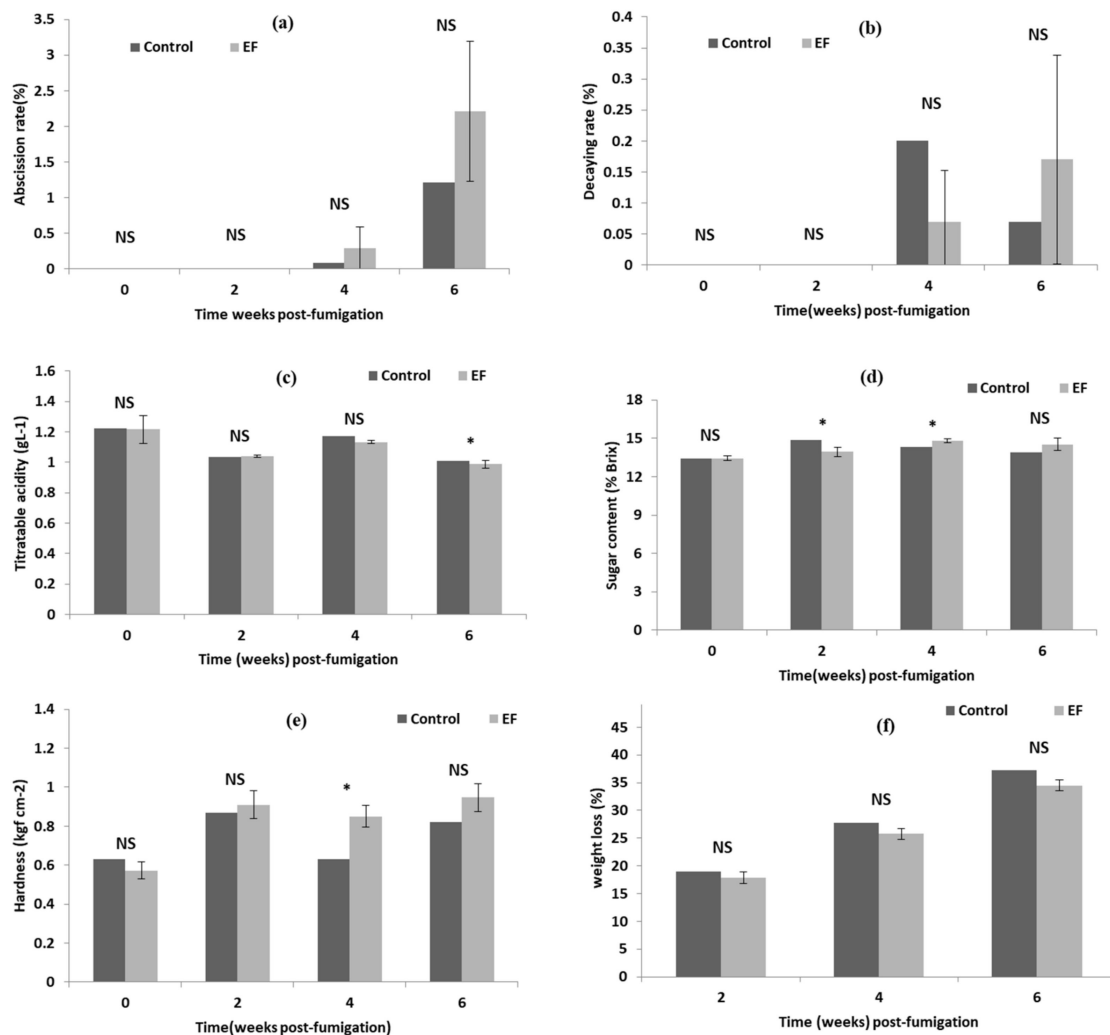 (a)
Control EF
Abscission rate(%)
3.5
3
2.5
2
1.5
1
0.5
0
NS NS NS NS
0 2 4 6
Time weeks post-fumigation
(b)
Control EF
Decaying rate (%)
0.4
0.35
0.3
0.25
0.2
0.15
0.1
0.05
0
NS NS NS NS
0 2 4 6
Time(weeks) post-fumigation
(c)
Control EF
Titratable acidity (gL-1)
1.6
1.4
1.2
1
0.8
0.6
0.4
0.2
0
NS NS NS *
0 2 4 6
Time (weeks) post-fumigation
(d)
Control EF
Sugar content (% Brix)
18
15
12
9
6
3
0
NS * * NS
0 2 4 6
Time(weeks) post-fumigation
(e)
Control EF
Hardness (kgf cm-2)
1.4
1.2
1
0.8
0.6
0.4
0.2
0
NS NS * NS
0 2 4 6
Time(weeks post-fumigation)
(f)
Control EF
weight loss (%)
45
40
35
30
25
20
15
10
5
0
NS NS NS
2 4 6
Time(weeks) post-fumigation